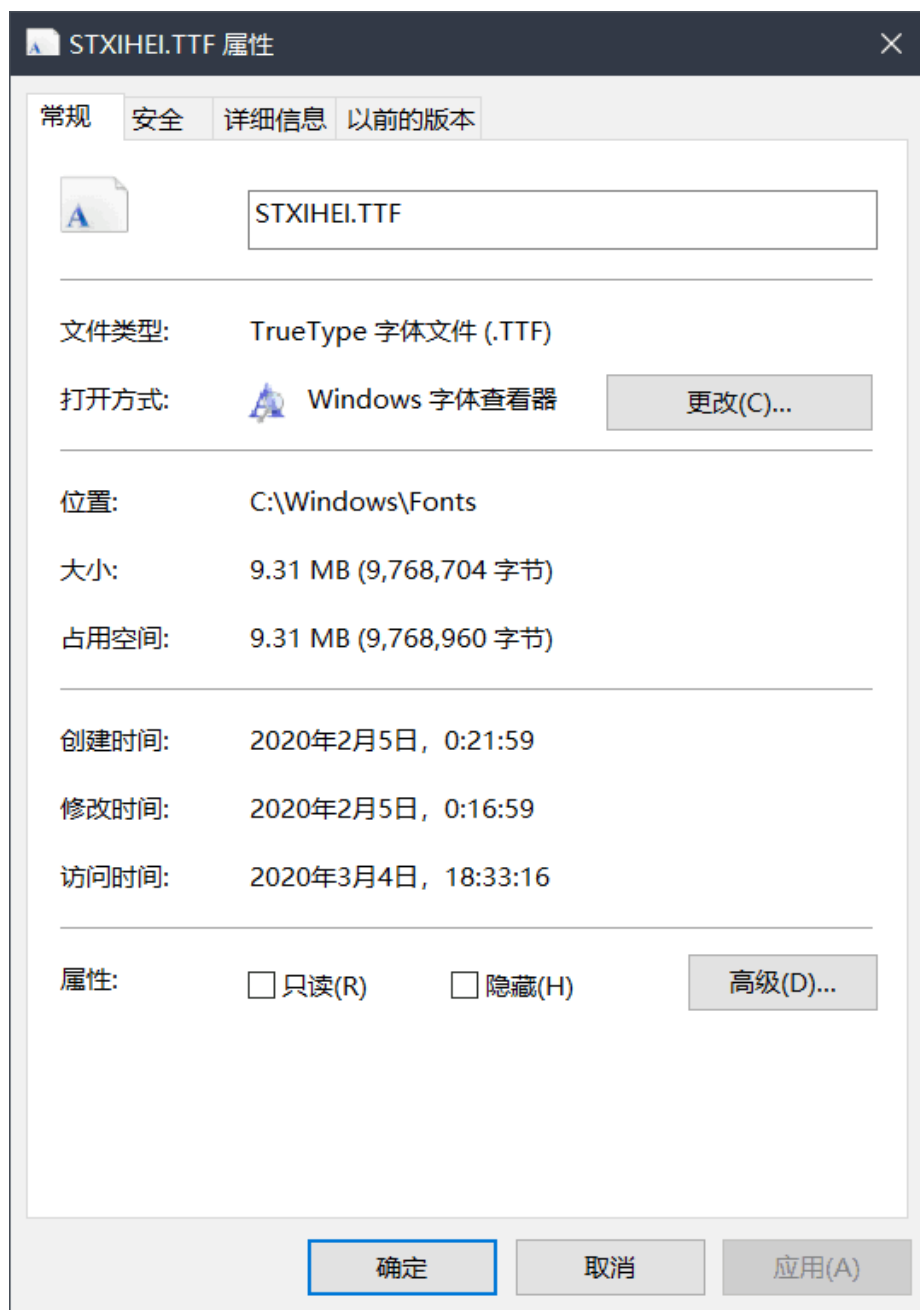 STXIHEI.TTF 属性
常规 安全 详细信息 以前的版本
STXIHEI.TTF
文件类型: TrueType 字体文件 (.TTF)
打开方式: Windows 字体查看器 更改(C)...
位置: C:\Windows\Fonts
大小: 9.31 MB (9,768,704 字节)
占用空间: 9.31 MB (9,768,960 字节)
创建时间: 2020年2月5日，0:21:59
修改时间: 2020年2月5日，0:16:59
访问时间: 2020年3月4日，18:33:16
属性: 只读(R) 隐藏(H) 高级(D)...
确定 取消 应用(A)